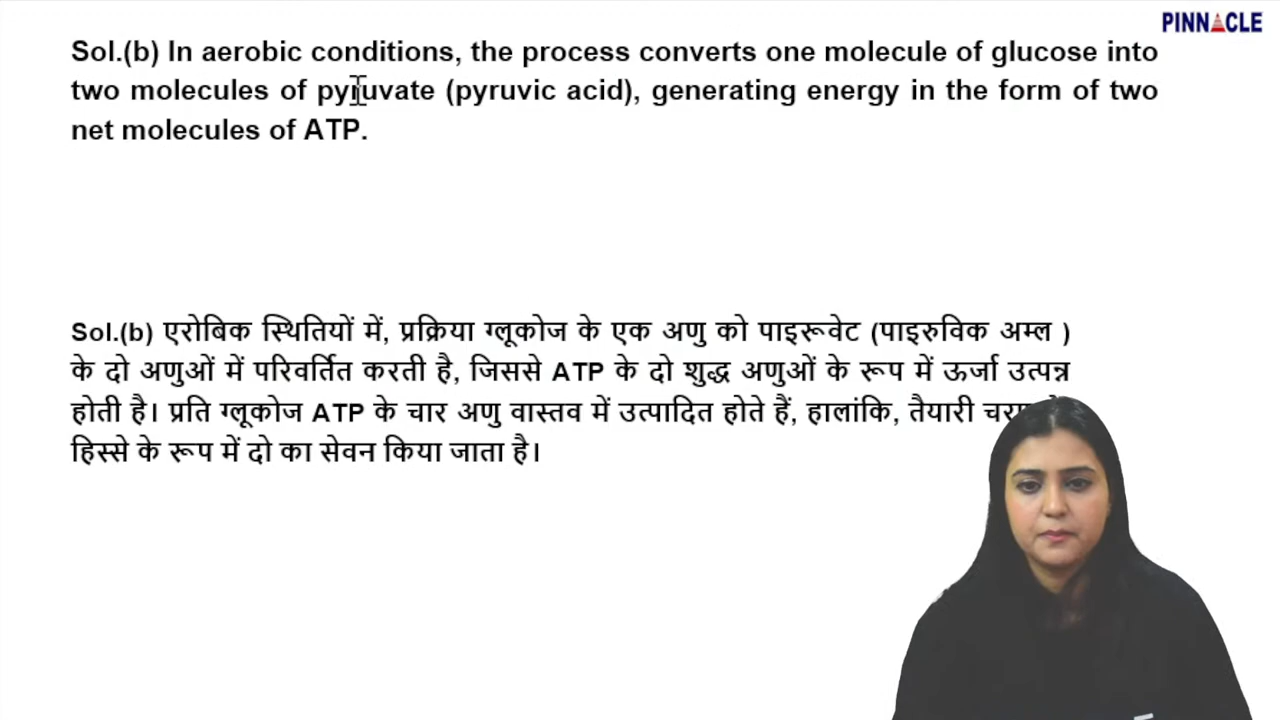 PINNACLE
Sol.(b) In aerobic conditions, the process converts one molecule of glucose into
two molecules of pyruvate (pyruvic acid), generating energy in the form of two
net molecules of ATP.
Sol.(b) एरोबिक स्थितियों में, प्रक्रिया ग्लूकोज के एक अणु को पाइरूवेट (पाइरुविक अम्ल )
के दो अणुओं में परिवर्तित करती है, जिससे ATP के दो शुद्ध अणुओं के रूप में ऊर्जा उत्पन्न
होती है। प्रति ग्लूकोज ATP के चार अणु वास्तव में उत्पादित होते हैं, हालांकि, तैयारी
हिस्से के रूप में दो का सेवन किया जाता है।